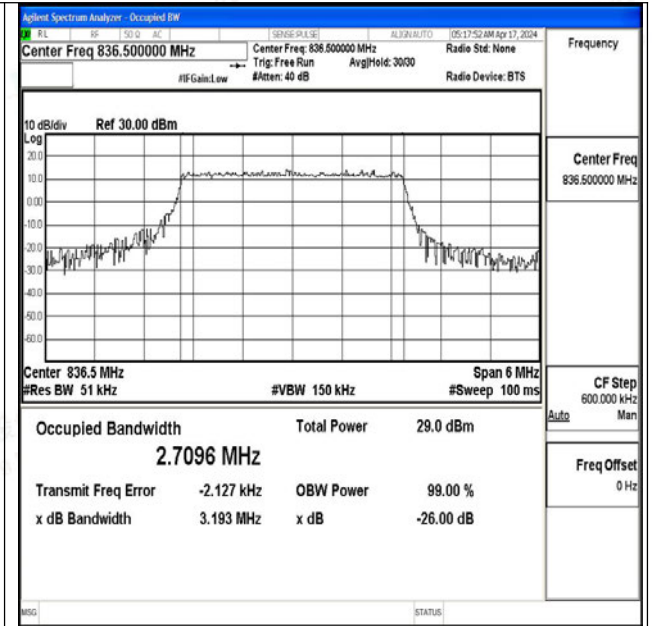 Agilent Spectrum Analyzer - Occupied BW
RL RF 50 Ω AC SENSE:PULSE ALIGN AUTO 05:17:52 AM Apr 17, 2024
Center Freq 836.500000 MHz
Center Freq: 836.500000 MHz Radio Std: None
Trig: Free Run Avg|Hold: 30/30
#IFGain:Low #Atten: 40 dB Radio Device: BTS
Frequency
10 dB/div Ref 30.00 dBm
Log
20.0
10.0
0.00
-10.0
-20.0
-30.0
-40.0
-50.0
-60.0
Center 836.5 MHz Span 6 MHz
#Res BW 51 kHz #VBW 150 kHz #Sweep 100 ms
Occupied Bandwidth Total Power 29.0 dBm
2.7096 MHz
Transmit Freq Error -2.127 kHz OBW Power 99.00 %
x dB Bandwidth 3.193 MHz x dB -26.00 dB
Center Freq
836.500000 MHz
CF Step
600.000 kHz
Auto Man
Freq Offset
0 Hz
MSG STATUS